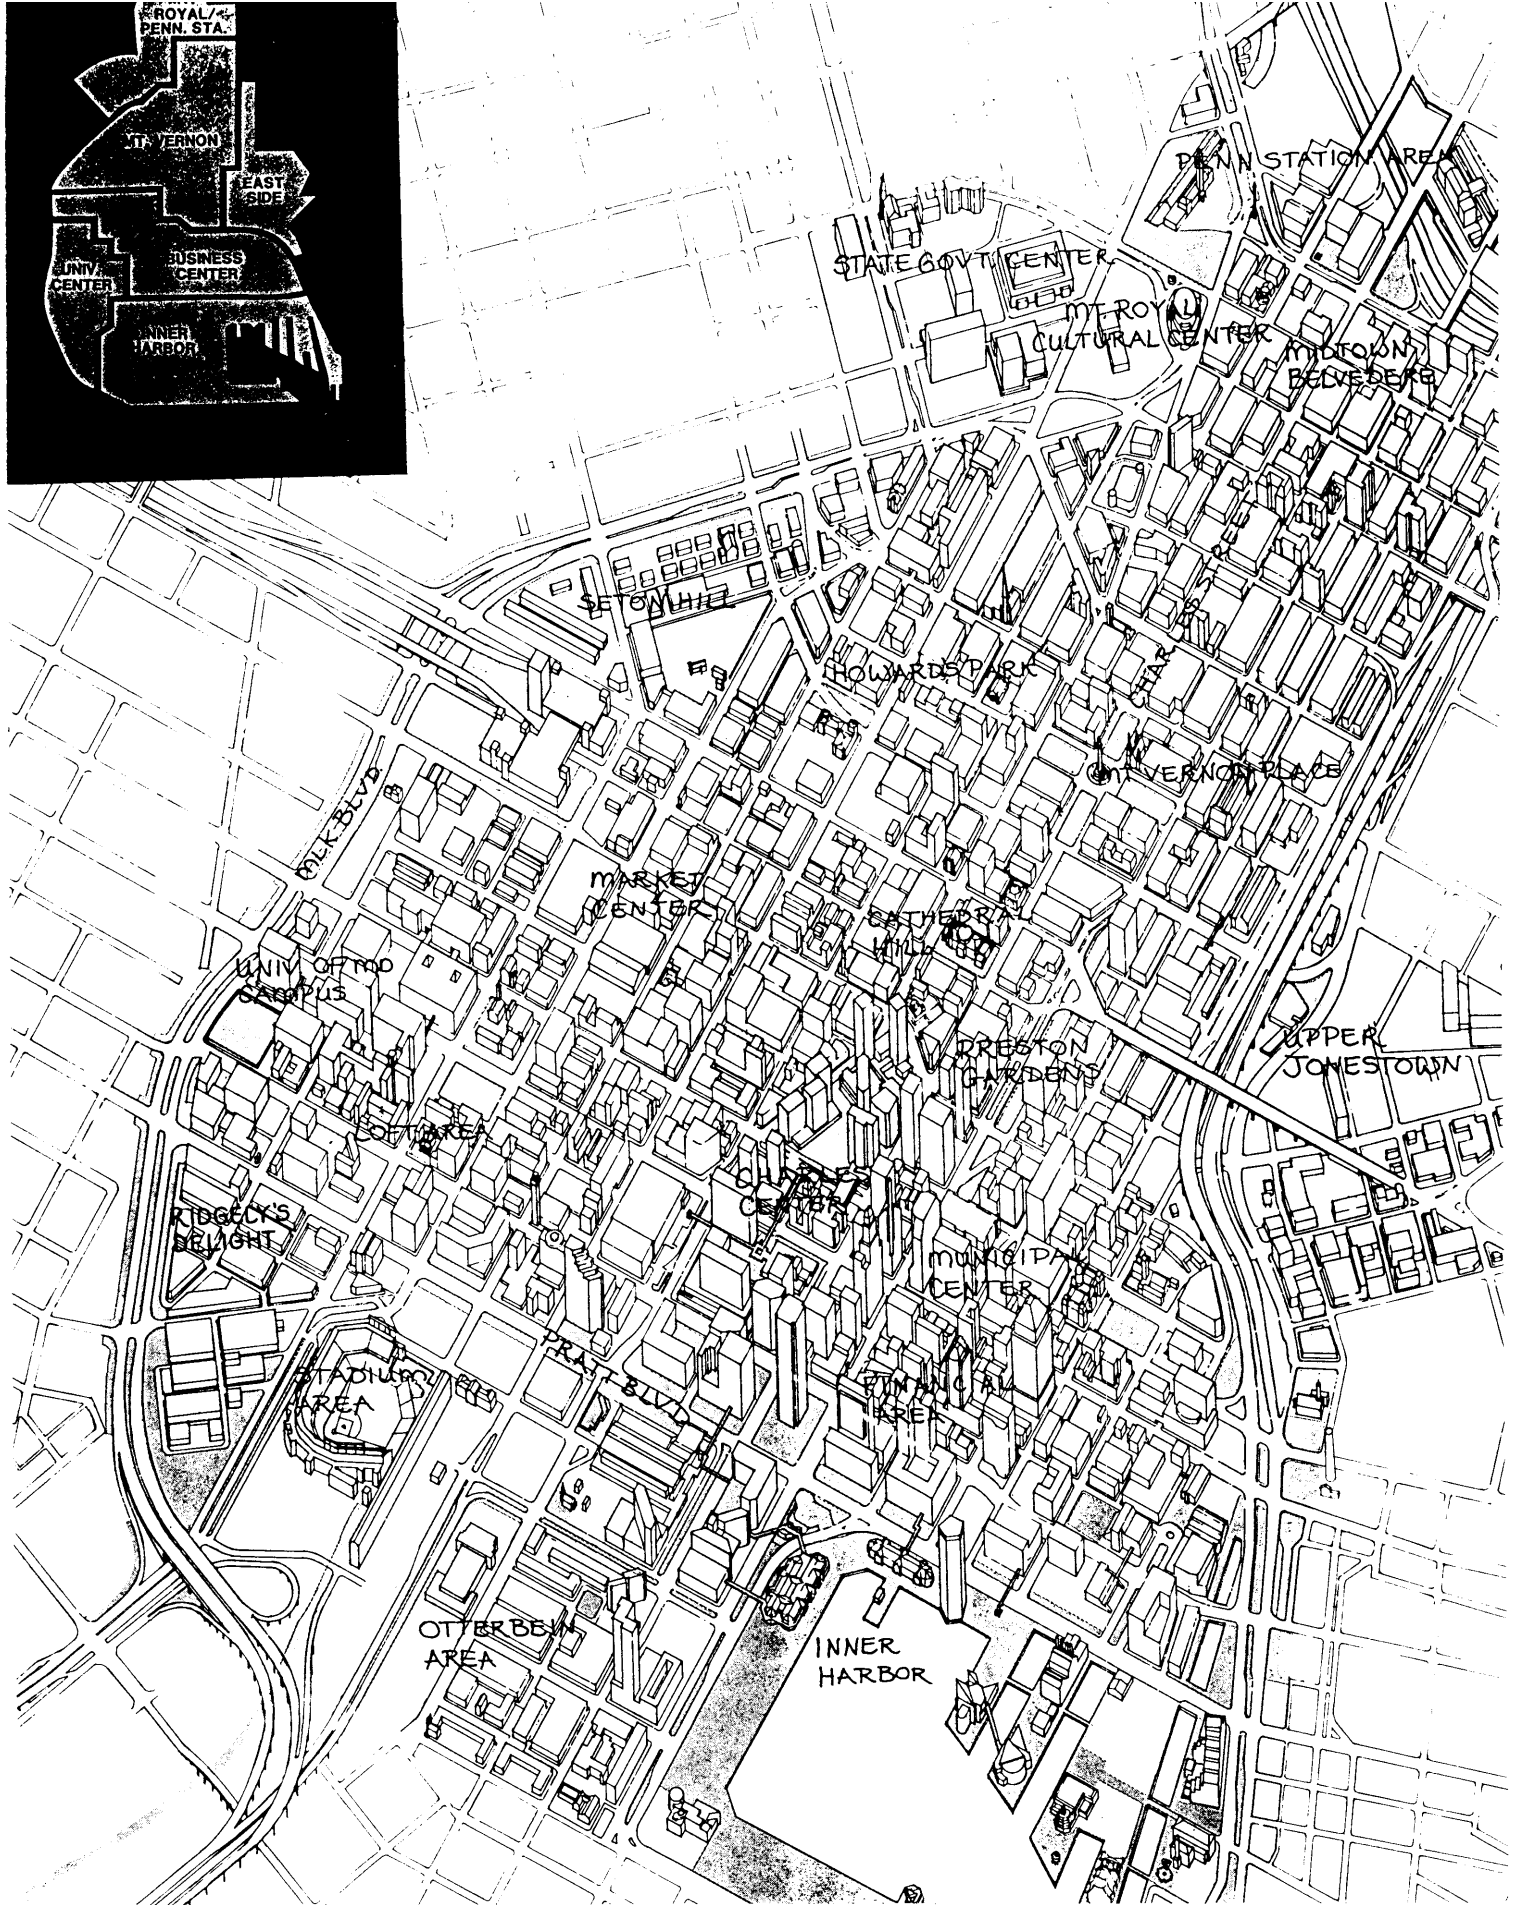 ROYAL/
PENN. STA.
MT. VERNON
EAST
SIDE
UNIV.
CENTER
BUSINESS
CENTER
INNER
HARBOR
PENN STATION AREA
STATE GOVT. CENTER
MT. ROYAL
CULTURAL CENTER
MIDTOWN
BELVEDERE
SETON HILL
HOWARDS PARK
MT VERNON PLACE
MLK BLVD
MARKET
CENTER
CATHEDRAL
HILL
UNIV. OF MD
CAMPUS
PRESTON
GARDENS
UPPER
JONESTOWN
LOFT AREA
CHARLES
CENTER
RIDGELY'S
DELIGHT
MUNICIPAL
CENTER
PRATT BLVD
STADIUM
AREA
FINANCIAL
AREA
OTTERBEIN
AREA
INNER
HARBOR